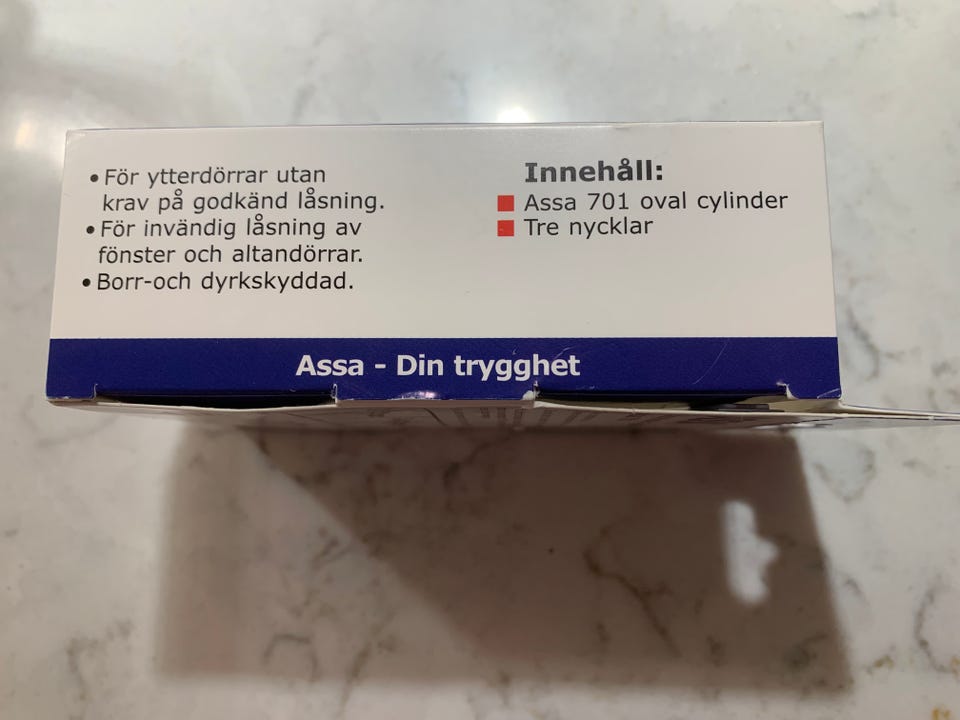 • För ytterdörrar utan
krav på godkänd låsning.
• För invändig låsning av
fönster och altandörrar.
• Borr-och dyrkskyddad.
Innehåll:
Assa 701 oval cylinder
Tre nycklar
Assa - Din trygghet